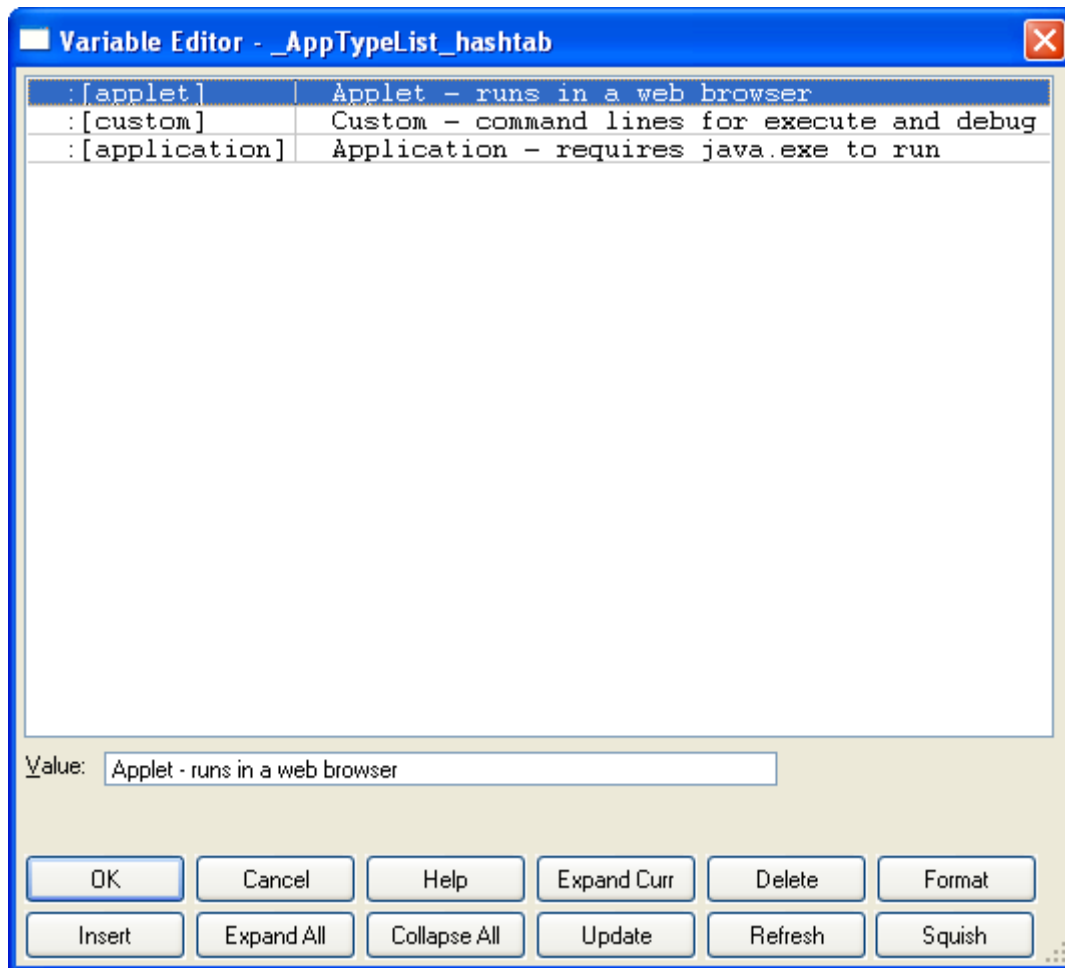 Variable Editor - _AppTypeList_hashtab
:[applet] Applet - runs in a web browser
:[custom] Custom - command lines for execute and debug
:[application] Application - requires java.exe to run
Value: Applet - runs in a web browser
OK Cancel Help Expand Curr Delete Format
Insert Expand All Collapse All Update Refresh Squish